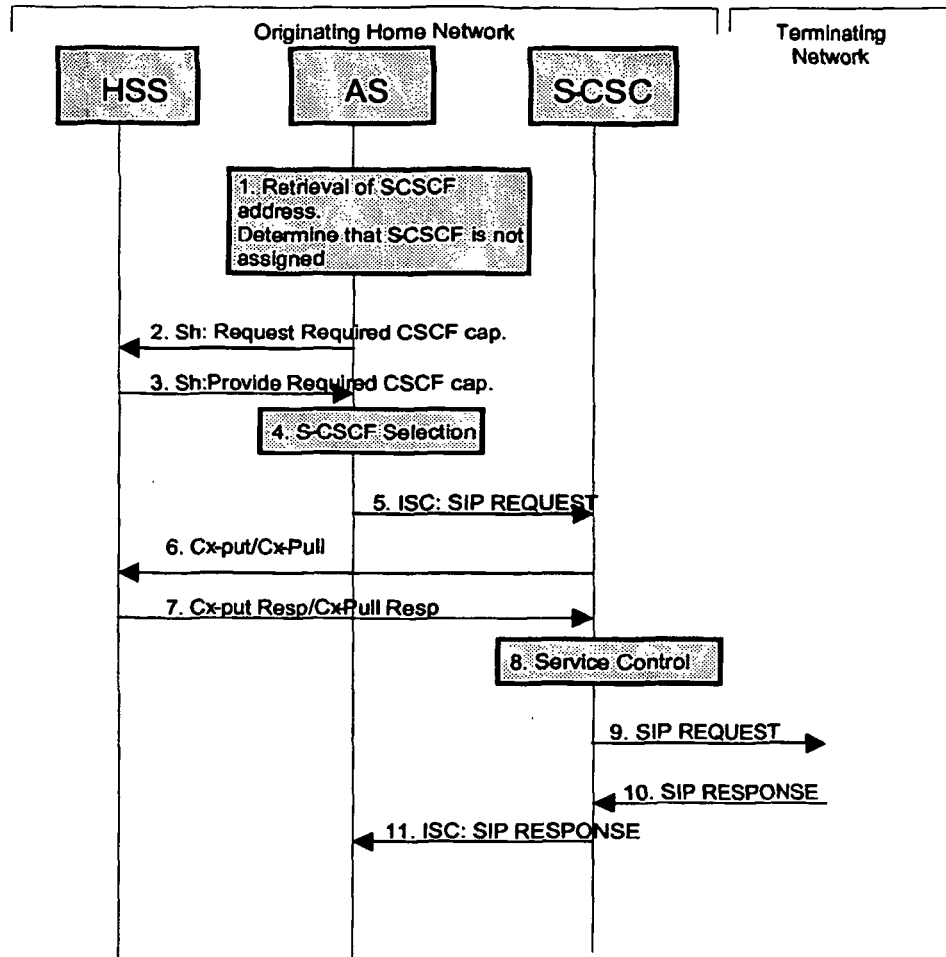 Originating Home Network
Terminating
Network
HSS
AS
S-CSC
1. Retrieval of SCSCF
address.
Determine that SCSCF is not
assigned
2. Sh: Request Required CSCF cap.
3. Sh:Provide Required CSCF cap.
4. S-CSCF Selection
5. ISC: SIP REQUEST
6. Cx-put/Cx-Pull
7. Cx-put Resp/Cx-Pull Resp
8. Service Control
9. SIP REQUEST
10. SIP RESPONSE
11. ISC: SIP RESPONSE